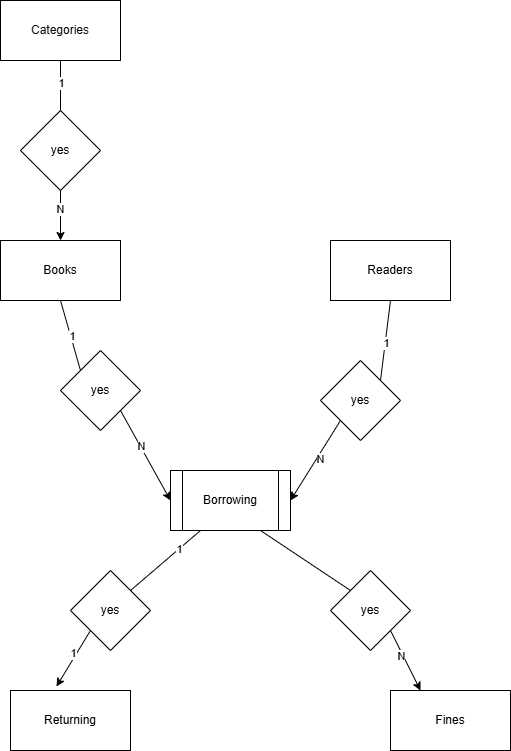 Categories
1
yes
N
Books
Readers
1
1
yes
yes
N
N
Borrowing
1
yes
yes
1
N
Returning
Fines